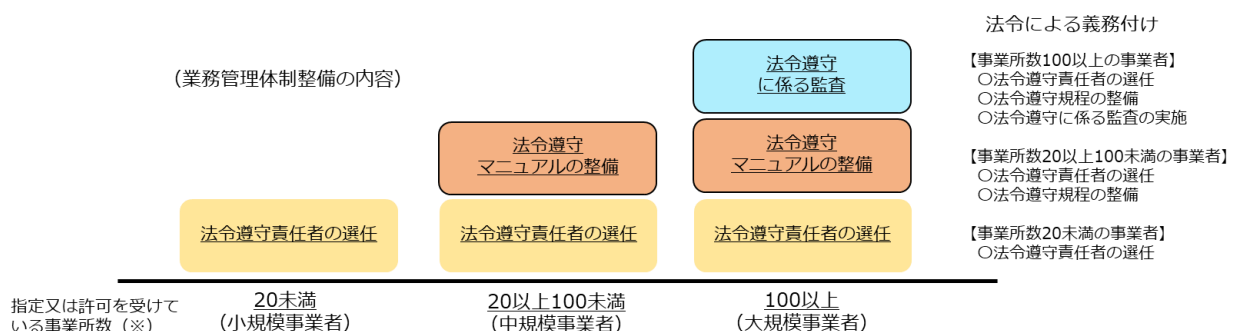 法令による義務付け
（業務管理体制整備の内容）
法令遵守
に係る監査
法令遵守
マニュアルの整備
法令遵守
マニュアルの整備
法令遵守責任者の選任
法令遵守責任者の選任
法令遵守責任者の選任
【事業所数100以上の事業者】
〇法令遵守責任者の選任
〇法令遵守規程の整備
〇法令遵守に係る監査の実施
【事業所数20以上100未満の事業者】
〇法令遵守責任者の選任
〇法令遵守規程の整備
【事業所数20未満の事業者】
〇法令遵守責任者の選任
指定又は許可を受けて
いる事業所数（※）
20未満
（小規模事業者）
20以上100未満
（中規模事業者）
100以上
（大規模事業者）